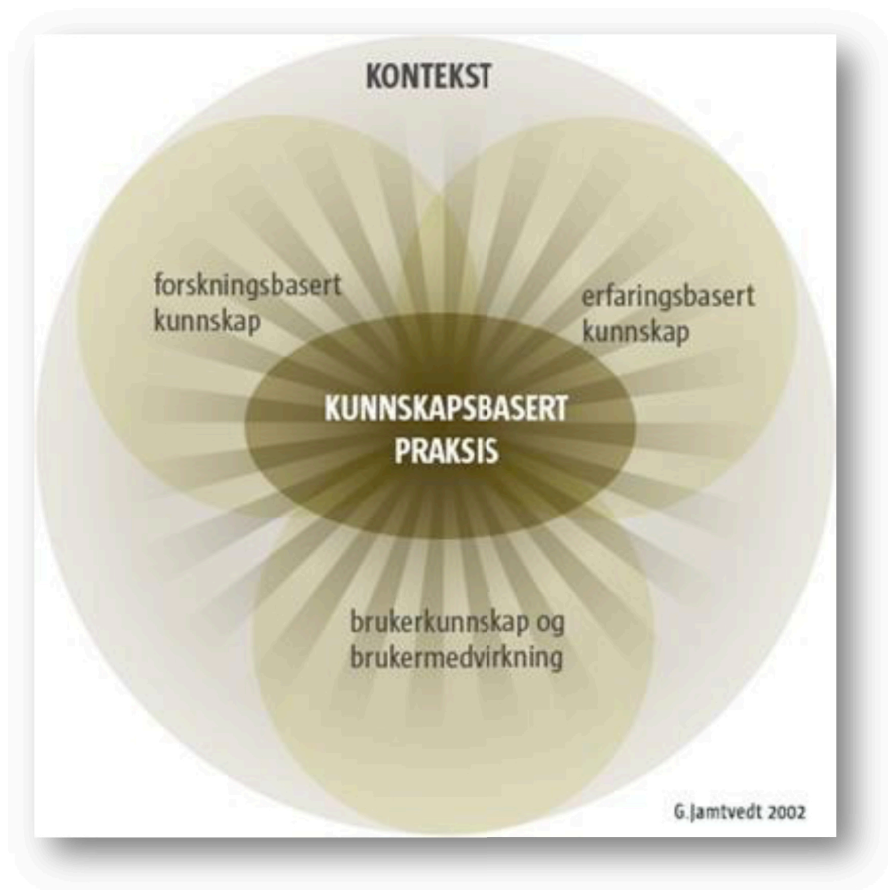 KONTEKST
forskningsbasert
kunnskap
erfaringsbasert
kunnskap
KUNNSKAPSBASERT
PRAKSIS
brukerkunnskap og
brukermedvirkning
G.Jamtvedt 2002